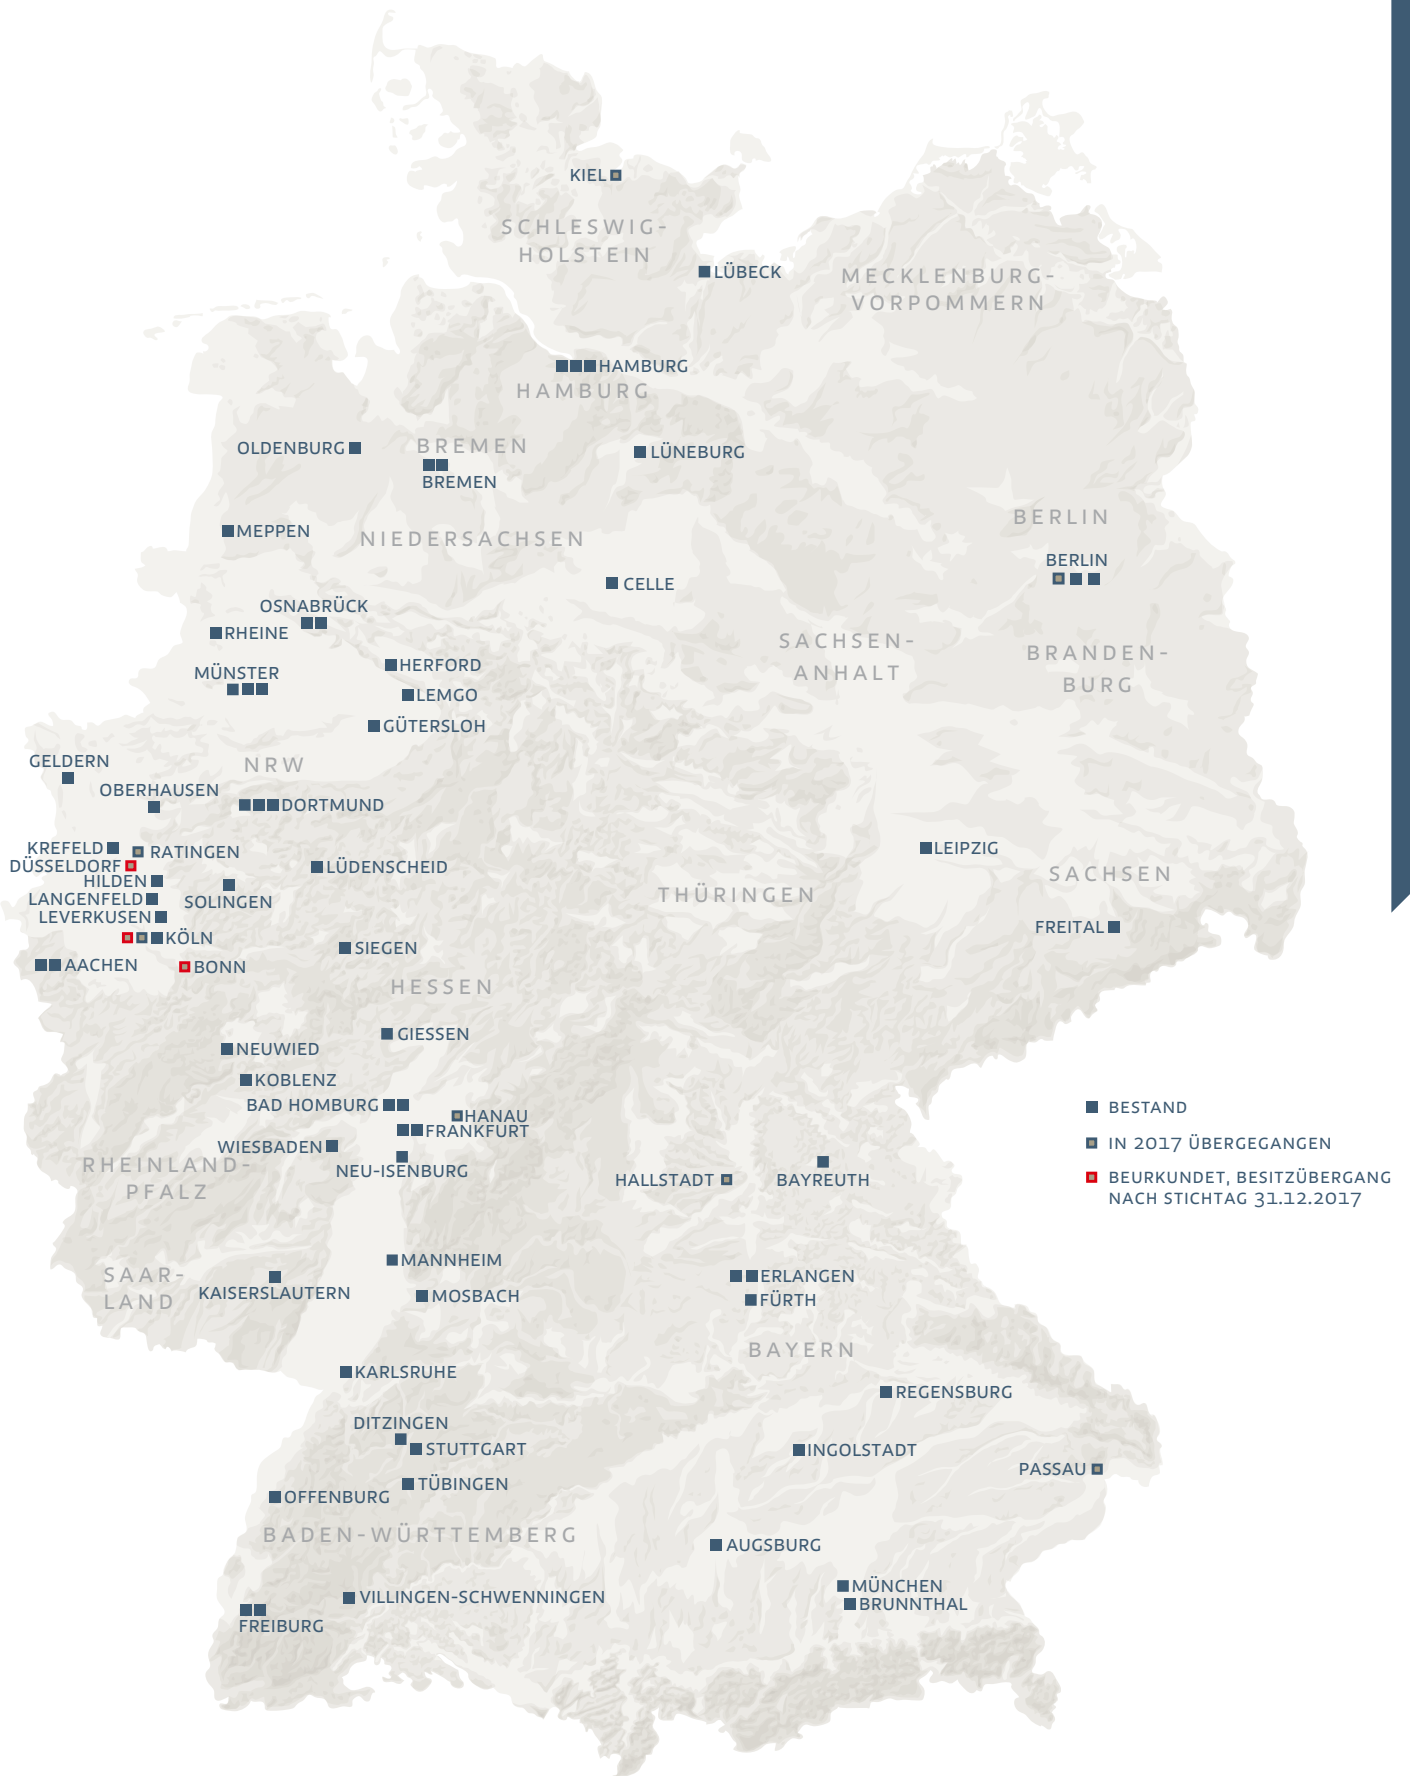 KIEL
SCHLESWIG-
HOLSTEIN
LÜBECK
MECKLENBURG-
VORPOMMERN
HAMBURG
HAMBURG
OLDENBURG
BREMEN
LÜNEBURG
BREMEN
BERLIN
MEPPEN
NIEDERSACHSEN
BERLIN
CELLE
OSNABRÜCK
RHEINE
SACHSEN-
ANHALT
BRANDEN-
BURG
HERFORD
MÜNSTER
LEMGO
GÜTERSLOH
GELDERN
NRW
OBERHAUSEN
DORTMUND
KREFELD
RATINGEN
LEIPZIG
DÜSSELDORF
LÜDENSCHEID
SACHSEN
HILDEN
THÜRINGEN
LANGENFELD
SOLINGEN
LEVERKUSEN
FREITAL
KÖLN
SIEGEN
AACHEN
BONN
HESSEN
GIESSEN
NEUWIED
KOBLENZ
BAD HOMBURG
HANAU
FRANKFURT
WIESBADEN
NEU-ISENBURG
RHEINLAND-
PFALZ
HALLSTADT
BAYREUTH
BESTAND
IN 2017 ÜBERGEGANGEN
BEURKUNDET, BESITZÜBERGANG
NACH STICHTAG 31.12.2017
MANNHEIM
SAAR-
LAND
KAISERSLAUTERN
MOSBACH
ERLANGEN
FÜRTH
BAYERN
KARLSRUHE
REGENSBURG
DITZINGEN
STUTTGART
INGOLSTADT
PASSAU
TÜBINGEN
OFFENBURG
BADEN-WÜRTTEMBERG
AUGSBURG
MÜNCHEN
VILLINGEN-SCHWENNINGEN
BRUNNTHAL
FREIBURG